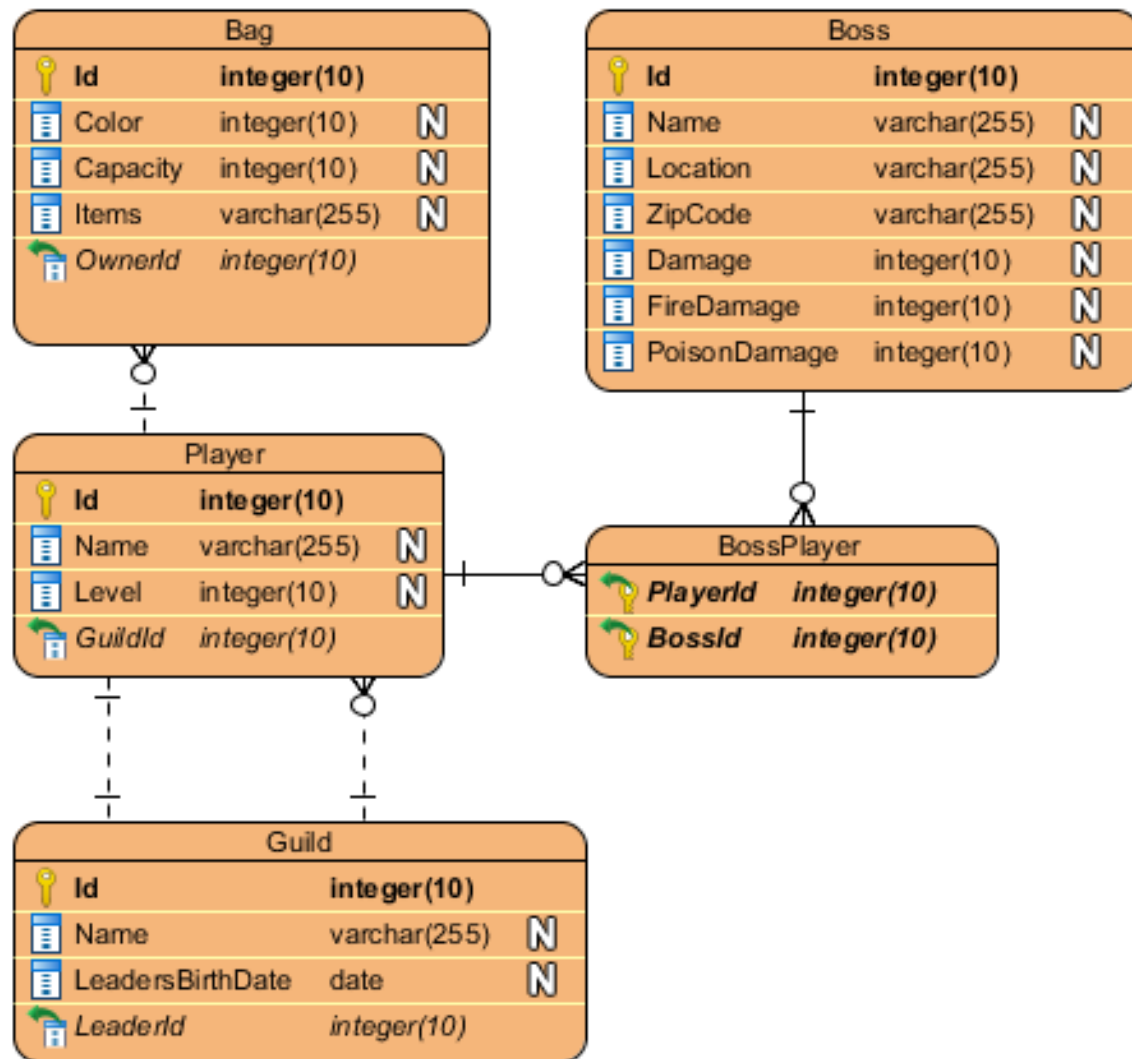 Bag
Id integer(10)
Color integer(10) N
Capacity integer(10) N
Items varchar(255) N
OwnerId integer(10)
Boss
Id integer(10)
Name varchar(255) N
Location varchar(255) N
ZipCode varchar(255) N
Damage integer(10) N
FireDamage integer(10) N
PoisonDamage integer(10) N
Player
Id integer(10)
Name varchar(255) N
Level integer(10) N
GuildId integer(10)
BossPlayer
PlayerId integer(10)
BossId integer(10)
Guild
Id integer(10)
Name varchar(255) N
LeadersBirthDate date N
LeaderId integer(10)